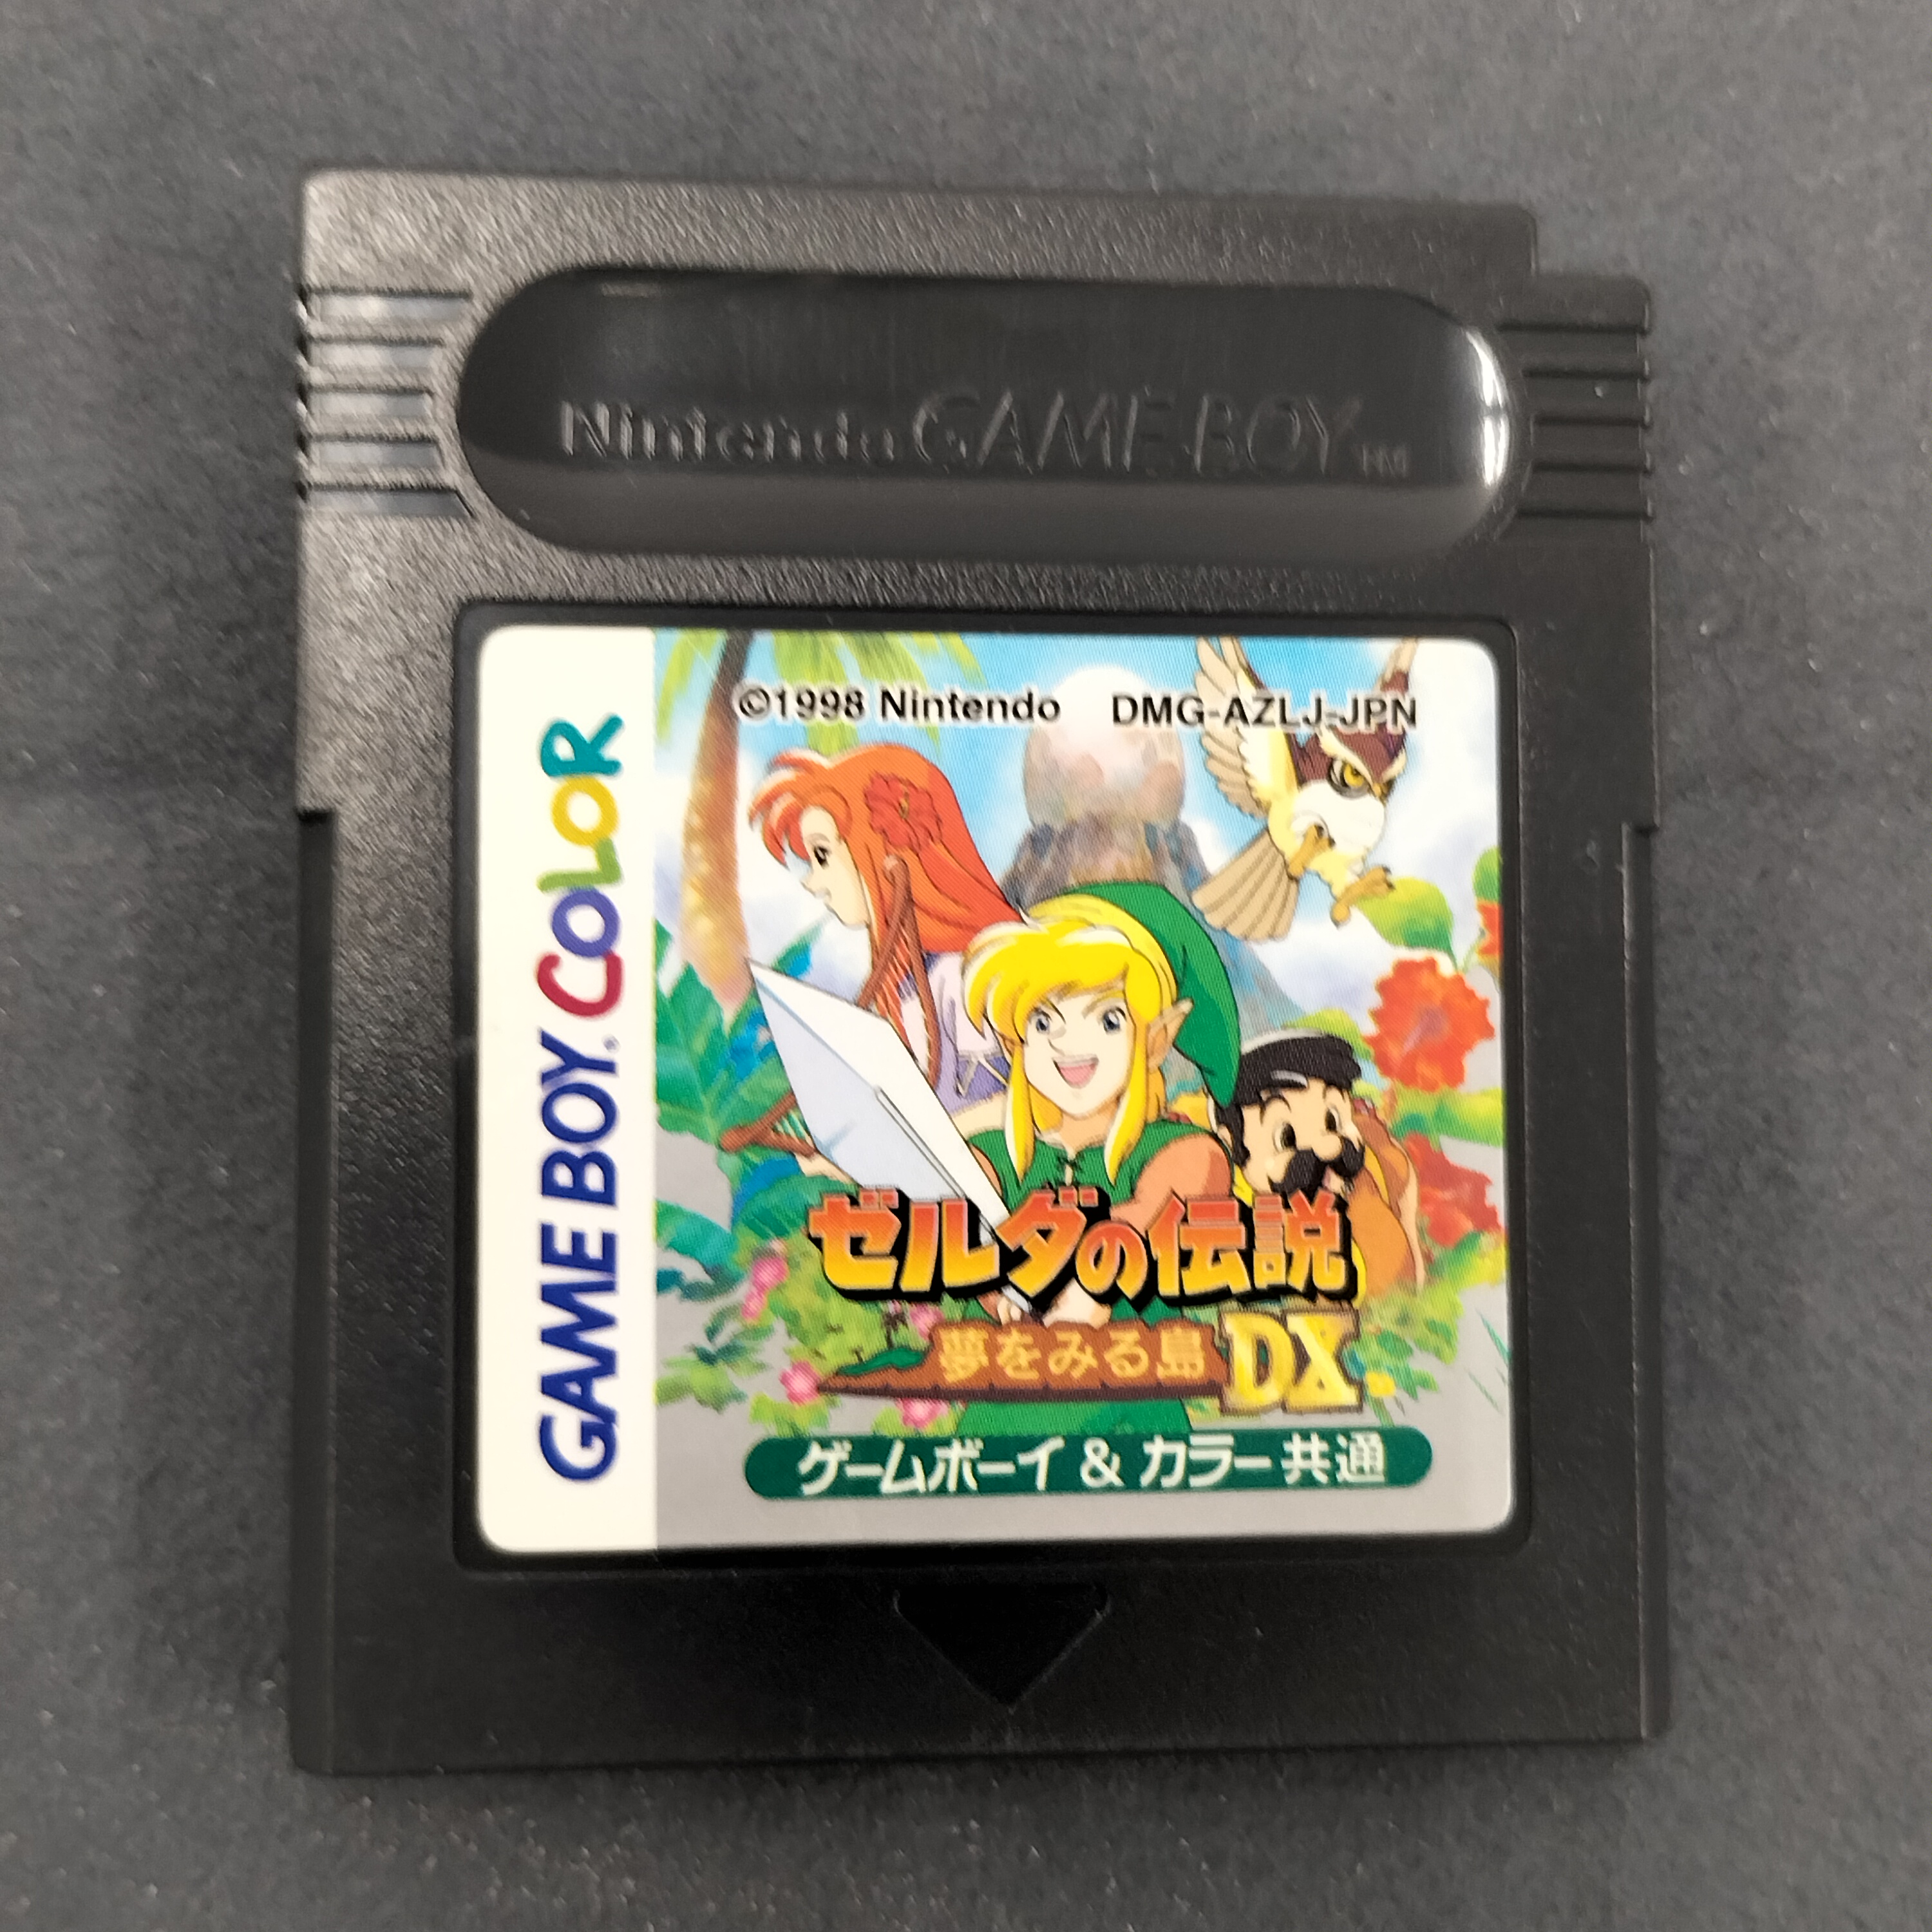 Nintendo GAME BOY TM
©1998 Nintendo DMG-AZLJ-JPN
GAME BOY COLOR
ゼルダの伝説
夢をみる島 DX
ゲームボーイ & カラー共通